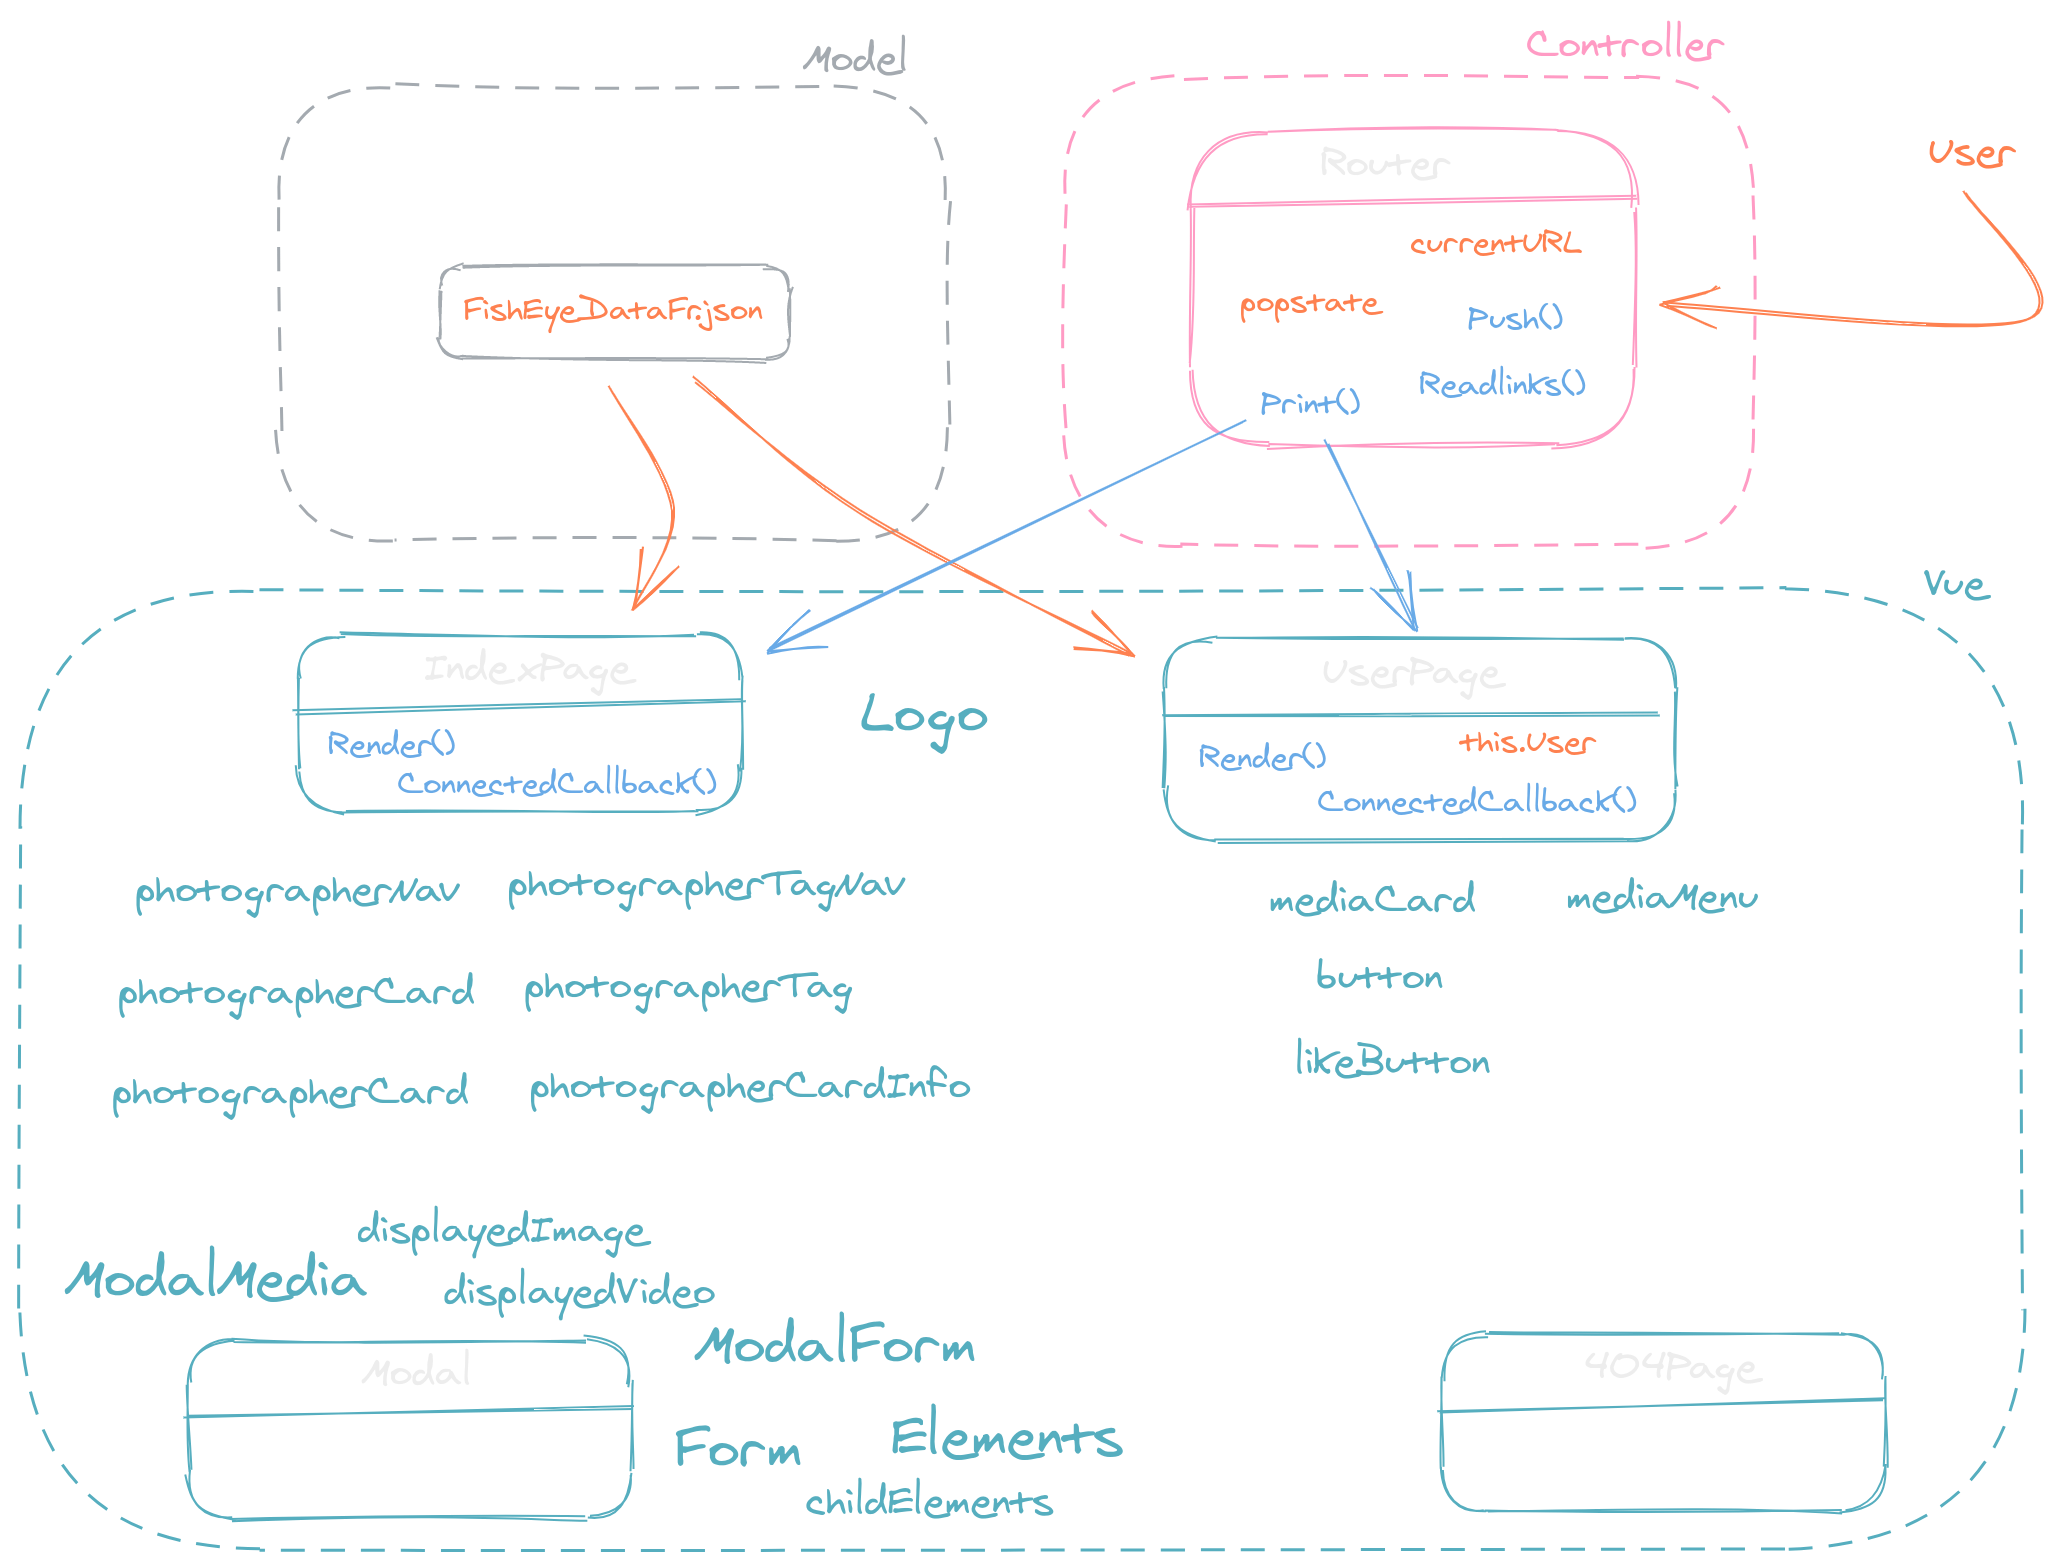 Model
Controller
Router
User
currentURL
FishEyeDataFr.json
popstate
Push()
Readlinks()
Print()
Vue
IndexPage
UserPage
Logo
Render()
this.User
Render()
ConnectedCallback()
ConnectedCallback()
photographerNav
photographerTagNav
mediaCard
mediaMenu
photographerCard
photographerTag
button
photographerCard
photographerCardInfo
likeButton
displayedImage
ModalMedia
displayedVideo
ModalForm
Modal
404Page
Form
Elements
childElements